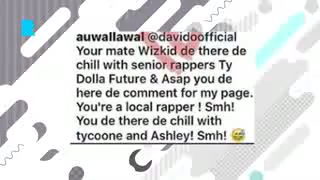 auwallawal @davidoofficial
Your mate Wizkid de there de
chill with senior rappers Ty
Dolla Future & Asap you de
here de comment for my page.
You're a local rapper ! Smh!
You de there de chill with
tycoone and Ashley! Smh! 😅